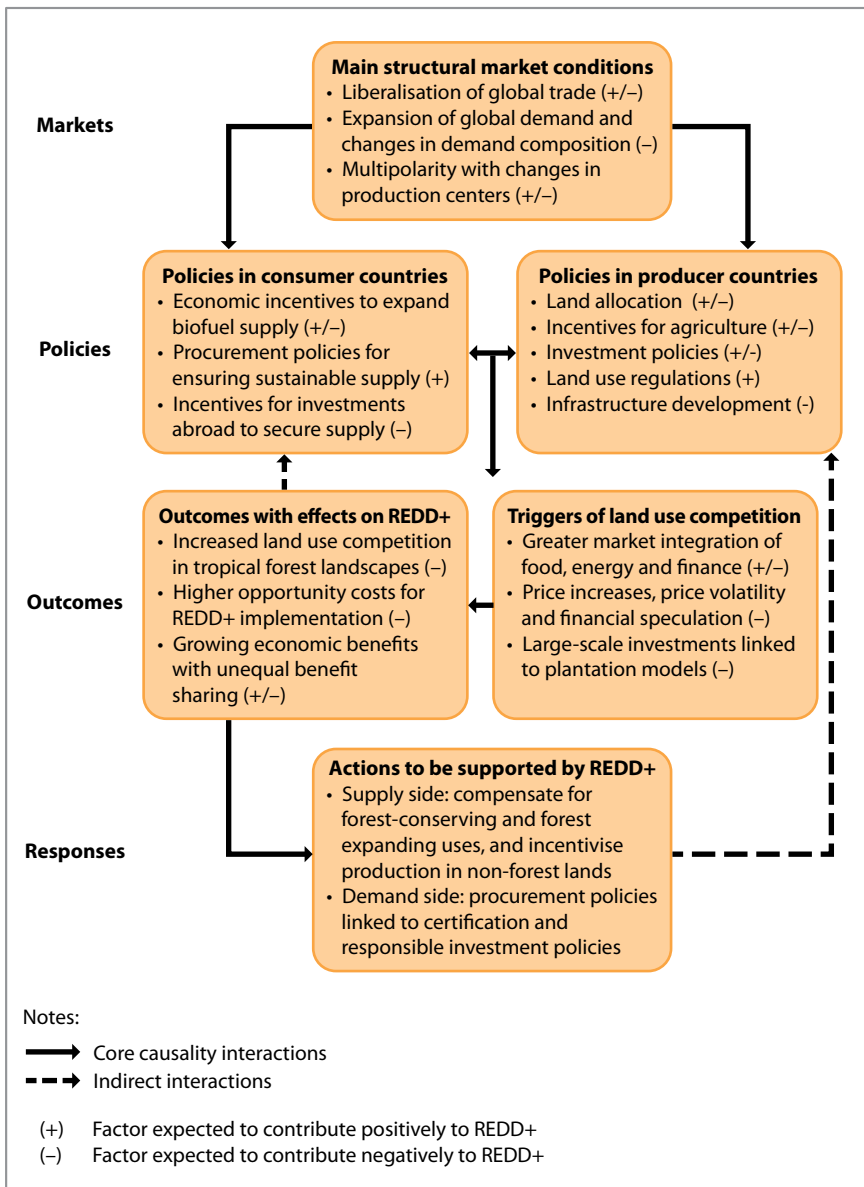 Main structural market conditions
• Liberalisation of global trade (+/–)
• Expansion of global demand and
changes in demand composition (–)
• Multipolarity with changes in
production centers (+/–)
Markets
Policies in consumer countries
• Economic incentives to expand
biofuel supply (+/–)
• Procurement policies for
ensuring sustainable supply (+)
• Incentives for investments
abroad to secure supply (–)
Policies in producer countries
• Land allocation (+/–)
• Incentives for agriculture (+/–)
• Investment policies (+/-)
• Land use regulations (+)
• Infrastructure development (-)
Policies
Outcomes with effects on REDD+
• Increased land use competition
in tropical forest landscapes (–)
• Higher opportunity costs for
REDD+ implementation (–)
• Growing economic benefits
with unequal benefit
sharing (+/–)
Triggers of land use competition
• Greater market integration of
food, energy and finance (+/–)
• Price increases, price volatility
and financial speculation (–)
• Large-scale investments linked
to plantation models (–)
Outcomes
Actions to be supported by REDD+
• Supply side: compensate for
forest-conserving and forest
expanding uses, and incentivise
production in non-forest lands
• Demand side: procurement policies
linked to certification and
responsible investment policies
Responses
Notes:
Core causality interactions
Indirect interactions
(+) Factor expected to contribute positively to REDD+
(–) Factor expected to contribute negatively to REDD+